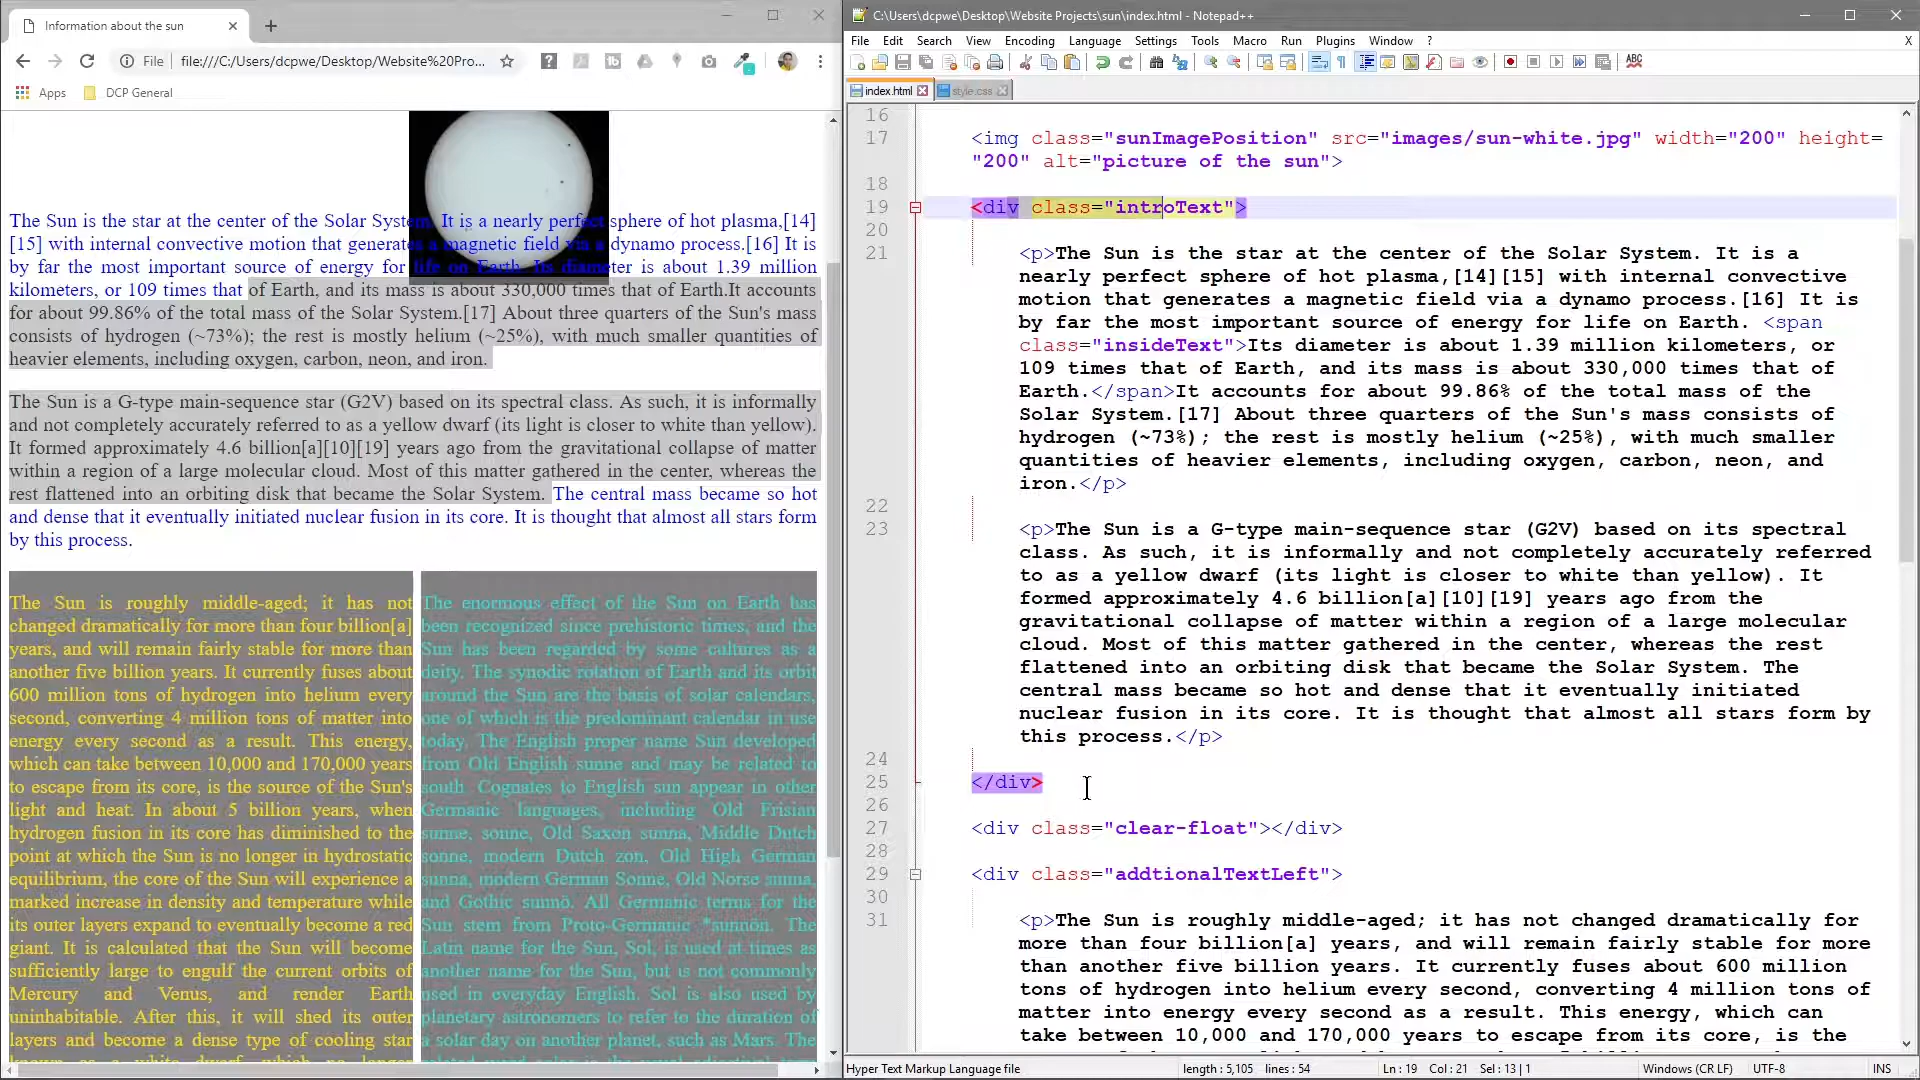 Information about the sun
File
file:///C:/Users/dcpwe/Desktop/Website%20Pro...
Apps
DCP General
The Sun is the star at the center of the Solar System. It is a nearly perfect sphere of hot plasma,[14]
[15] with internal convective motion that generates a magnetic field via a dynamo process.[16] It is
by far the most important source of energy for life on Earth. Its diameter is about 1.39 million
kilometers, or 109 times that of Earth, and its mass is about 330,000 times that of Earth.It accounts
for about 99.86% of the total mass of the Solar System.[17] About three quarters of the Sun's mass
consists of hydrogen (~73%); the rest is mostly helium (~25%), with much smaller quantities of
heavier elements, including oxygen, carbon, neon, and iron.
The Sun is a G-type main-sequence star (G2V) based on its spectral class. As such, it is informally
and not completely accurately referred to as a yellow dwarf (its light is closer to white than yellow).
It formed approximately 4.6 billion[a][10][19] years ago from the gravitational collapse of matter
within a region of a large molecular cloud. Most of this matter gathered in the center, whereas the
rest flattened into an orbiting disk that became the Solar System. The central mass became so hot
and dense that it eventually initiated nuclear fusion in its core. It is thought that almost all stars form
by this process.
The Sun is roughly middle-aged; it has not
changed dramatically for more than four billion[a]
years, and will remain fairly stable for more than
another five billion years. It currently fuses about
600 million tons of hydrogen into helium every
second, converting 4 million tons of matter into
energy every second as a result. This energy,
which can take between 10,000 and 170,000 years
to escape from its core, is the source of the Sun's
light and heat. In about 5 billion years, when
hydrogen fusion in its core has diminished to the
point at which the Sun is no longer in hydrostatic
equilibrium, the core of the Sun will experience a
marked increase in density and temperature while
its outer layers expand to eventually become a red
giant. It is calculated that the Sun will become
sufficiently large to engulf the current orbits of
Mercury and Venus, and render Earth
uninhabitable. After this, it will shed its outer
layers and become a dense type of cooling star
known as a white dwarf, which no longer
The enormous effect of the Sun on Earth has
been recognized since prehistoric times, and the
Sun has been regarded by some cultures as a
deity. The synodic rotation of Earth and its orbit
around the Sun are the basis of solar calendars,
one of which is the predominant calendar in use
today. The English proper name Sun developed
from Old English sunne and may be related to
south. Cognates to English sun appear in other
Germanic languages, including Old Frisian
sunne, sonne, Old Saxon sunna, Middle Dutch
sonne, modern Dutch zon, Old High German
sunna, modern German Sonne, Old Norse sunna,
and Gothic sunnō. All Germanic terms for the
Sun stem from Proto-Germanic *sunnōn. The
Latin name for the Sun, Sol, is used at times as
another name for the Sun, but is not commonly
used in everyday English. Sol is also used by
planetary astronomers to refer to the duration of
a solar day on another planet, such as Mars. The
related word solar is the usual adjectival term
C:\Users\dcpwe\Desktop\Website Projects\sun\index.html - Notepad++
File Edit Search View Encoding Language Settings Tools Macro Run Plugins Window ? X
index.html style.css
16
17 <img class="sunImagePosition" src="images/sun-white.jpg" width="200" height=
"200" alt="picture of the sun">
18
19 <div class="introText">
20
21 <p>The Sun is the star at the center of the Solar System. It is a
nearly perfect sphere of hot plasma,[14][15] with internal convective
motion that generates a magnetic field via a dynamo process.[16] It is
by far the most important source of energy for life on Earth. <span
class="insideText">Its diameter is about 1.39 million kilometers, or
109 times that of Earth, and its mass is about 330,000 times that of
Earth.</span>It accounts for about 99.86% of the total mass of the
Solar System.[17] About three quarters of the Sun's mass consists of
hydrogen (~73%); the rest is mostly helium (~25%), with much smaller
quantities of heavier elements, including oxygen, carbon, neon, and
iron.</p>
22
23 <p>The Sun is a G-type main-sequence star (G2V) based on its spectral
class. As such, it is informally and not completely accurately referred
to as a yellow dwarf (its light is closer to white than yellow). It
formed approximately 4.6 billion[a][10][19] years ago from the
gravitational collapse of matter within a region of a large molecular
cloud. Most of this matter gathered in the center, whereas the rest
flattened into an orbiting disk that became the Solar System. The
central mass became so hot and dense that it eventually initiated
nuclear fusion in its core. It is thought that almost all stars form by
this process.</p>
24
25 </div>
26
27 <div class="clear-float"></div>
28
29 <div class="addtionalTextLeft">
30
31 <p>The Sun is roughly middle-aged; it has not changed dramatically for
more than four billion[a] years, and will remain fairly stable for more
than another five billion years. It currently fuses about 600 million
tons of hydrogen into helium every second, converting 4 million tons of
matter into energy every second as a result. This energy, which can
take between 10,000 and 170,000 years to escape from its core, is the
Hyper Text Markup Language file length : 5,105 lines : 54 Ln : 19 Col : 21 Sel : 13 | 1 Windows (CR LF) UTF-8 INS